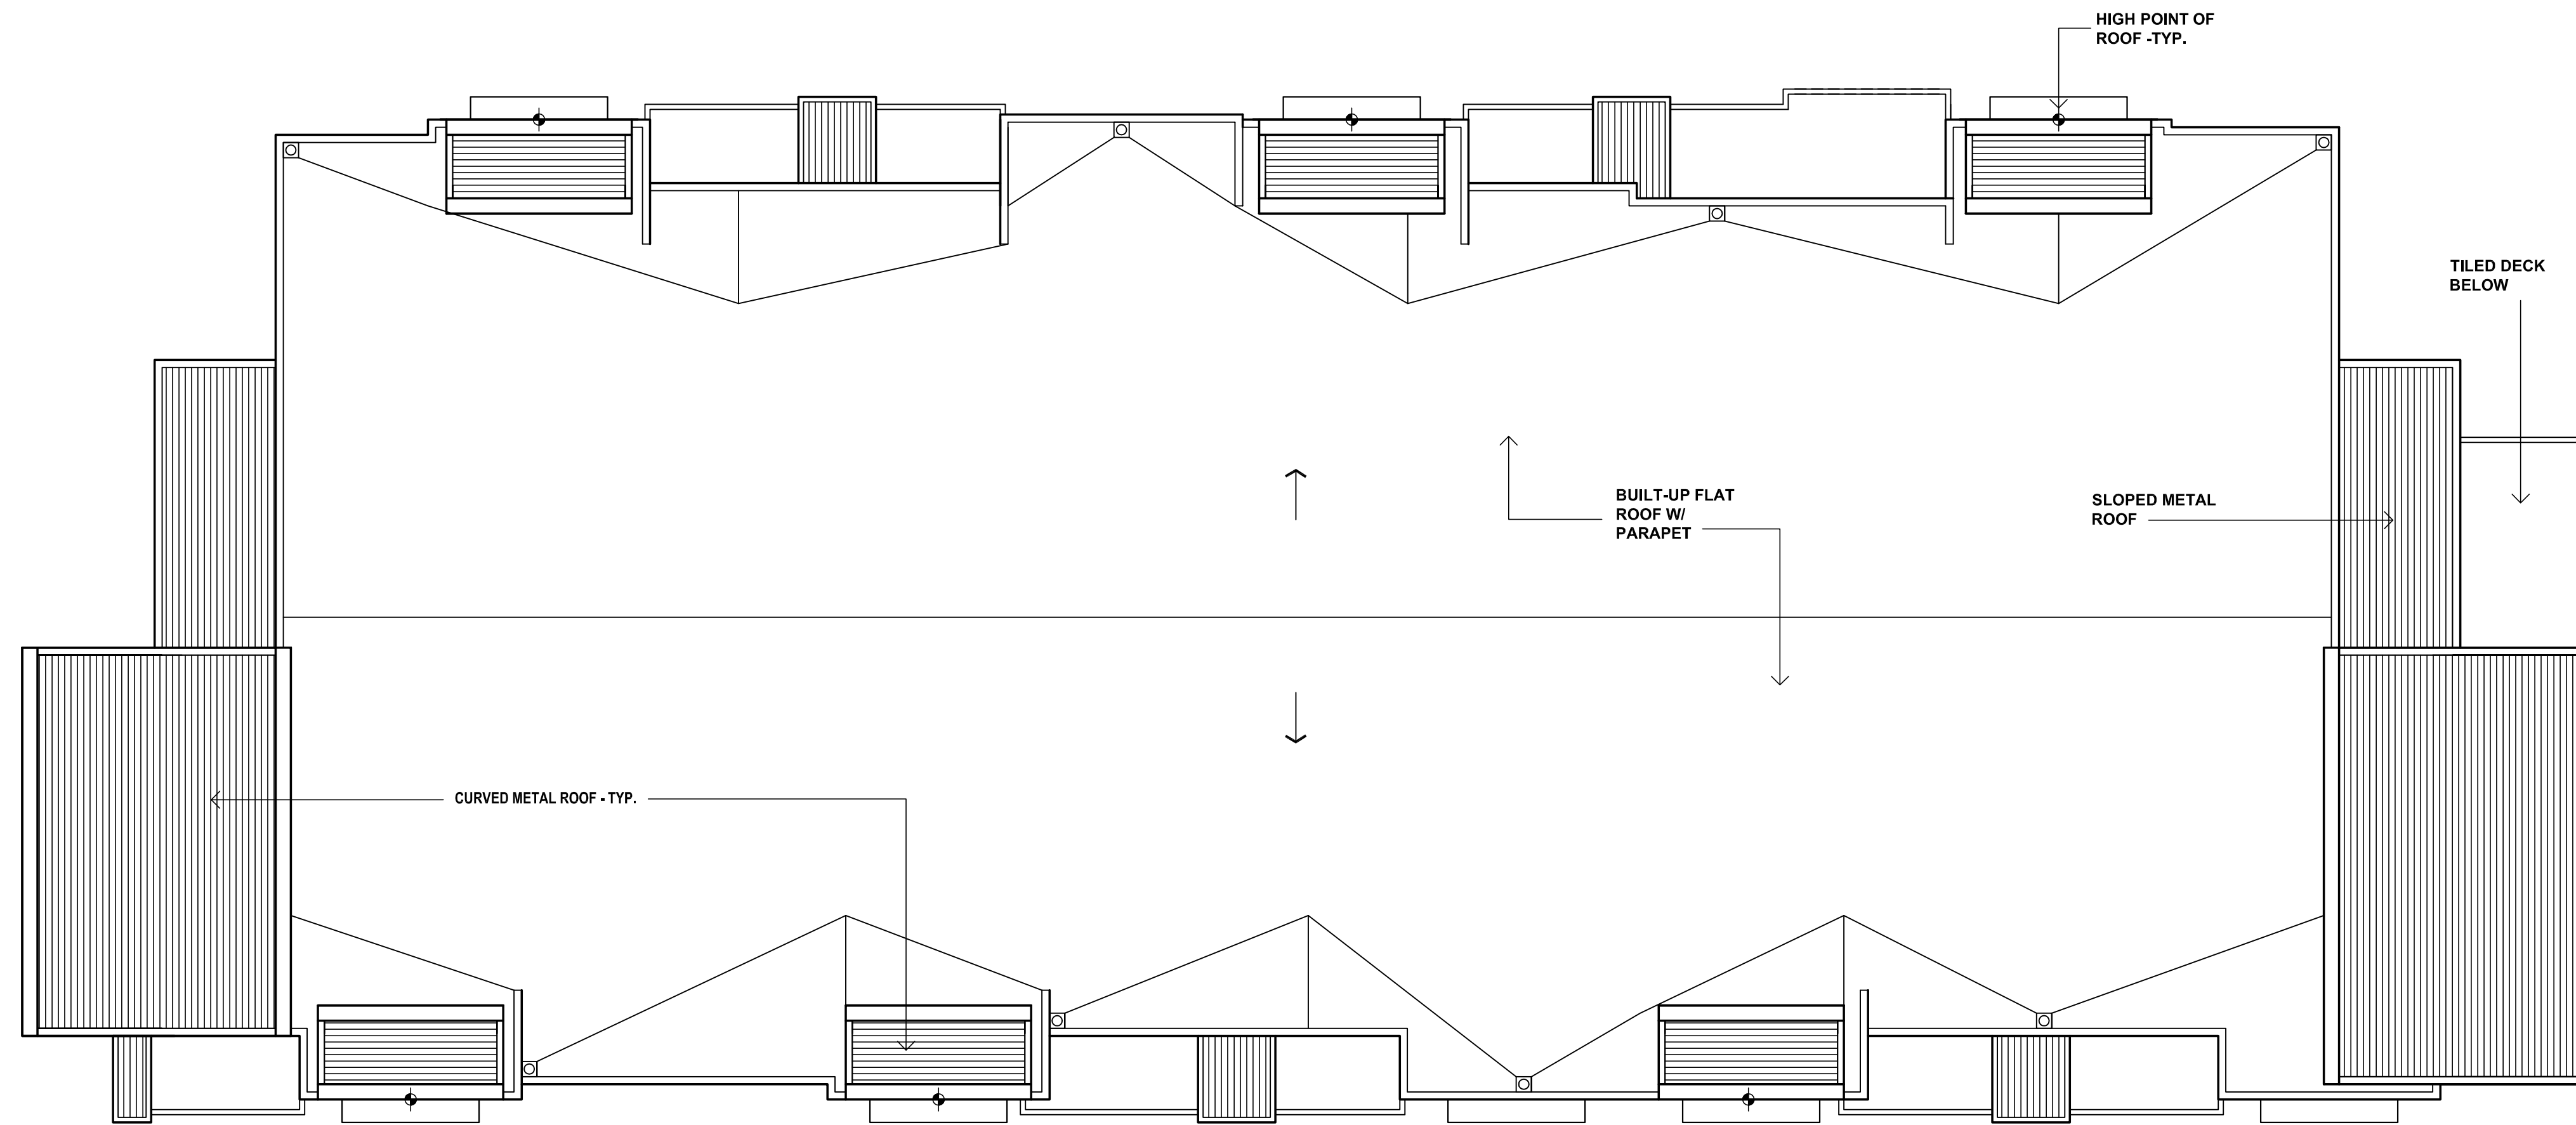 HIGH POINT OF
ROOF -TYP.
TILED DECK
BELOW
BUILT-UP FLAT
ROOF W/
PARAPET
SLOPED METAL
ROOF
CURVED METAL ROOF - TYP.